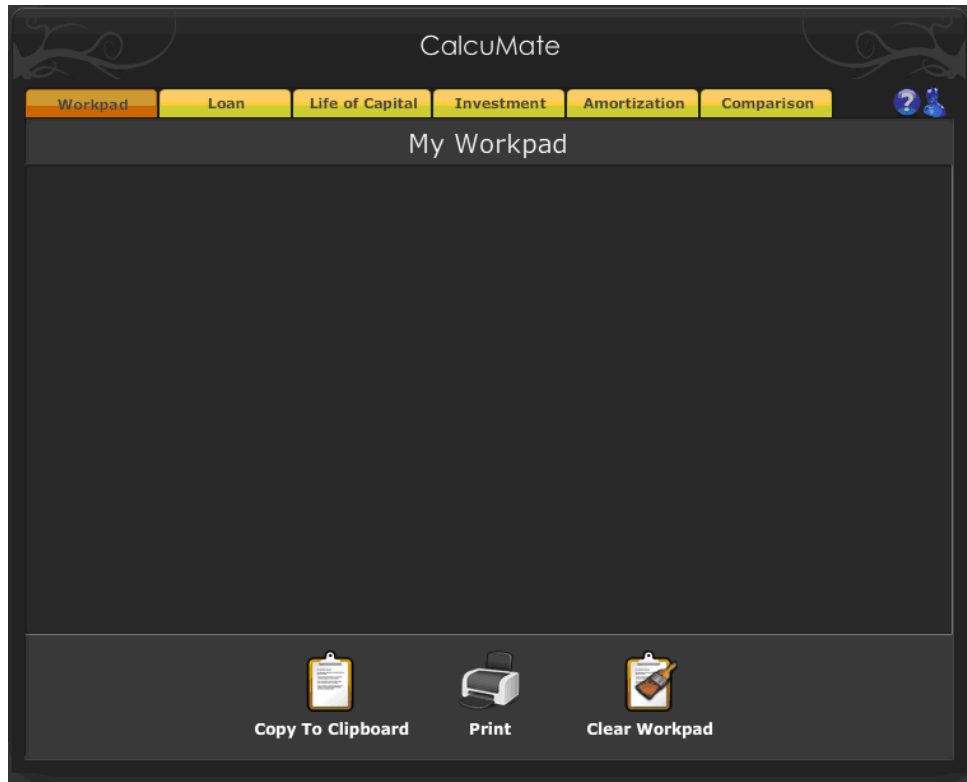 CalcuMate
Workpad Loan Life of Capital Investment Amortization Comparison ?
My Workpad
Copy To Clipboard Print Clear Workpad